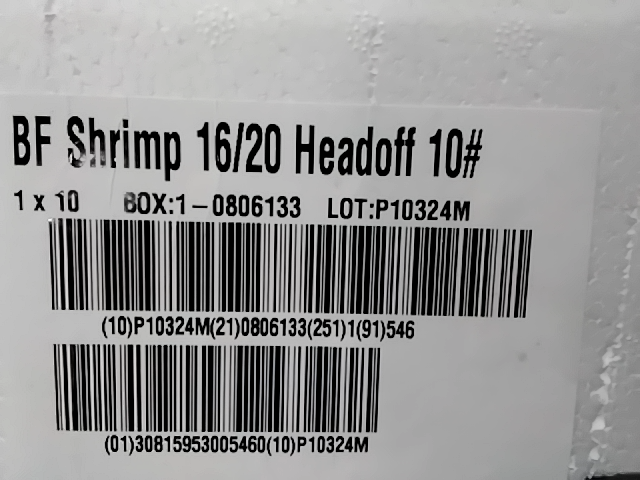 BF Shrimp 16/20 Headoff 10#
1 x 10 BOX:1-0806133 LOT:P10324M
(10)P10324M(21)0806133(251)1(91)546
(01)30815953005460(10)P10324M